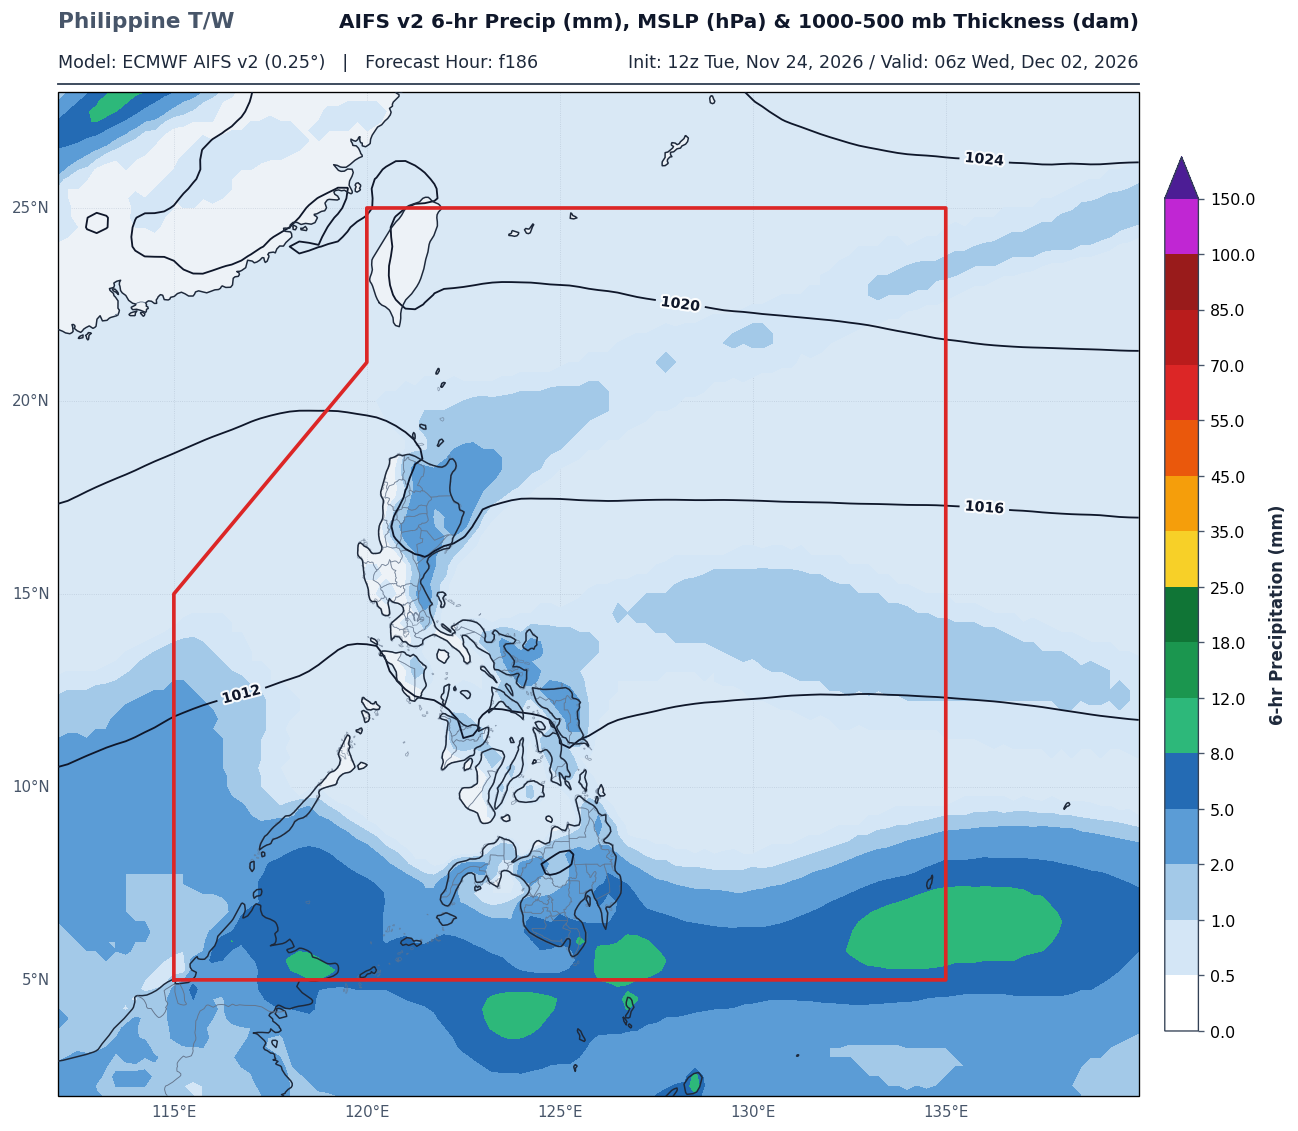 Philippine T/W
AIFS v2 6-hr Precip (mm), MSLP (hPa) & 1000-500 mb Thickness (dam)
Model: ECMWF AIFS v2 (0.25°) | Forecast Hour: f186
Init: 12z Tue, Nov 24, 2026 / Valid: 06z Wed, Dec 02, 2026
1024
1020
1016
1012
25°N
20°N
15°N
10°N
5°N
115°E
120°E
125°E
130°E
135°E
150.0
100.0
85.0
70.0
55.0
45.0
35.0
25.0
18.0
12.0
8.0
5.0
2.0
1.0
0.5
0.0
6-hr Precipitation (mm)